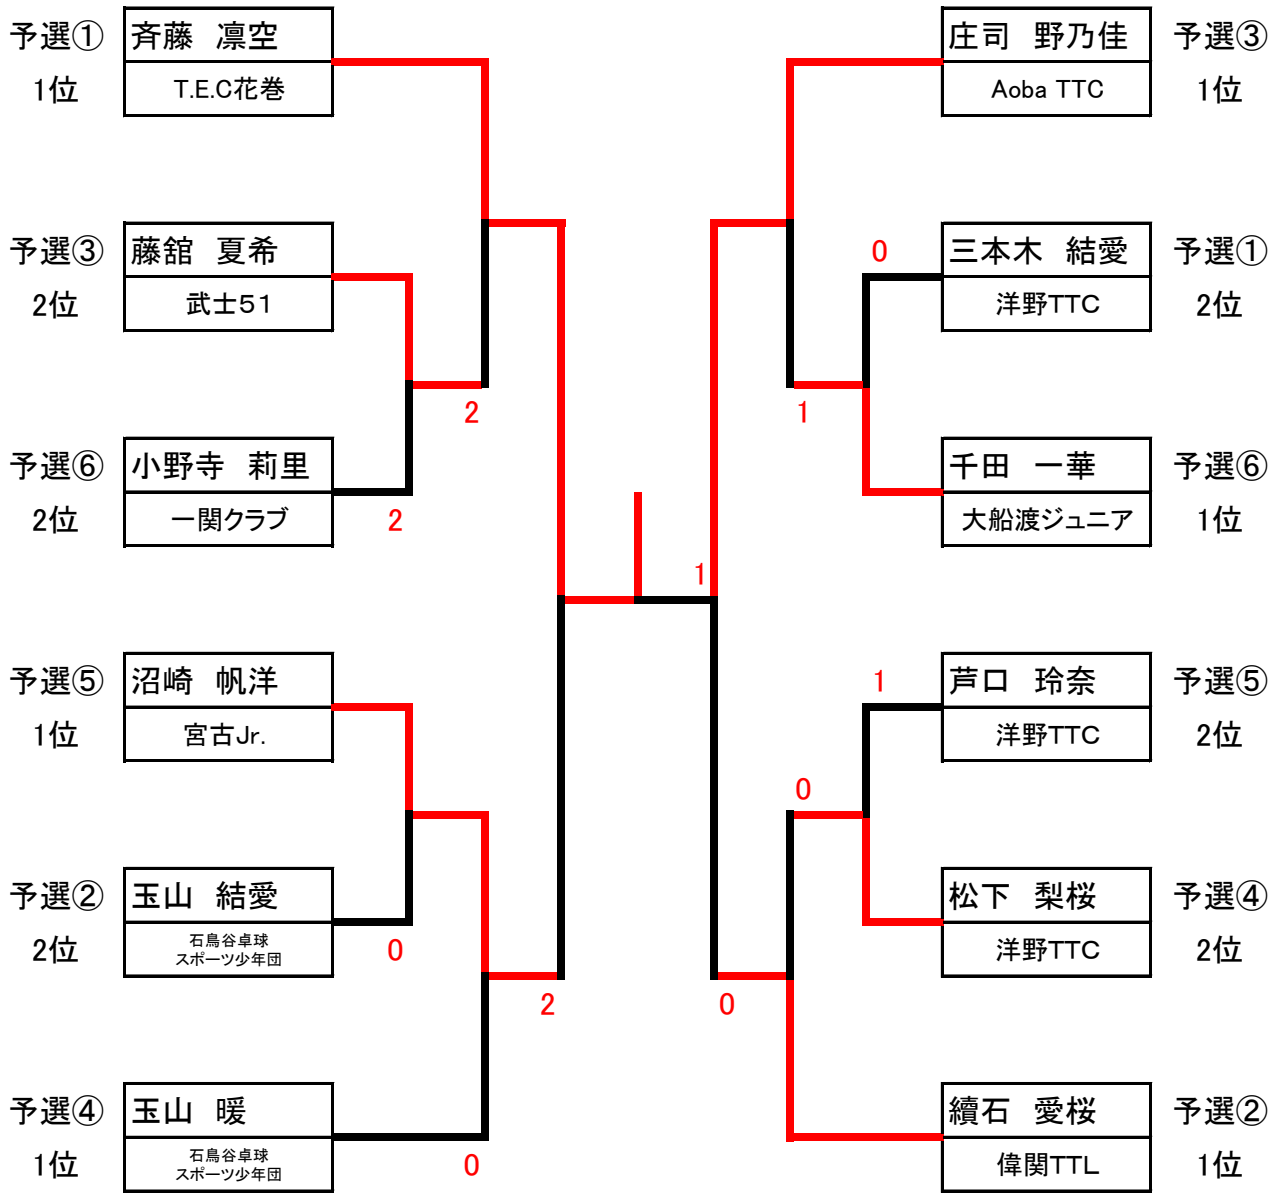 予選① 斉藤 凛空
1位 T.E.C花巻
予選③ 藤舘 夏希
2位 武士51
2
予選⑥ 小野寺 莉里
2位 一関クラブ
2
予選⑤ 沼崎 帆洋
1位 宮古Jr.
予選② 玉山 結愛
2位 石鳥谷卓球
スポーツ少年団
0
2
予選④ 玉山 暖
1位 石鳥谷卓球
スポーツ少年団
0
1
庄司 野乃佳 予選③
Aoba TTC 1位
0
三本木 結愛 予選①
洋野TTC 2位
1
千田 一華 予選⑥
大船渡ジュニア 1位
1
芦口 玲奈 予選⑤
洋野TTC 2位
0
松下 梨桜 予選④
洋野TTC 2位
0
續石 愛桜 予選②
偉関TTL 1位